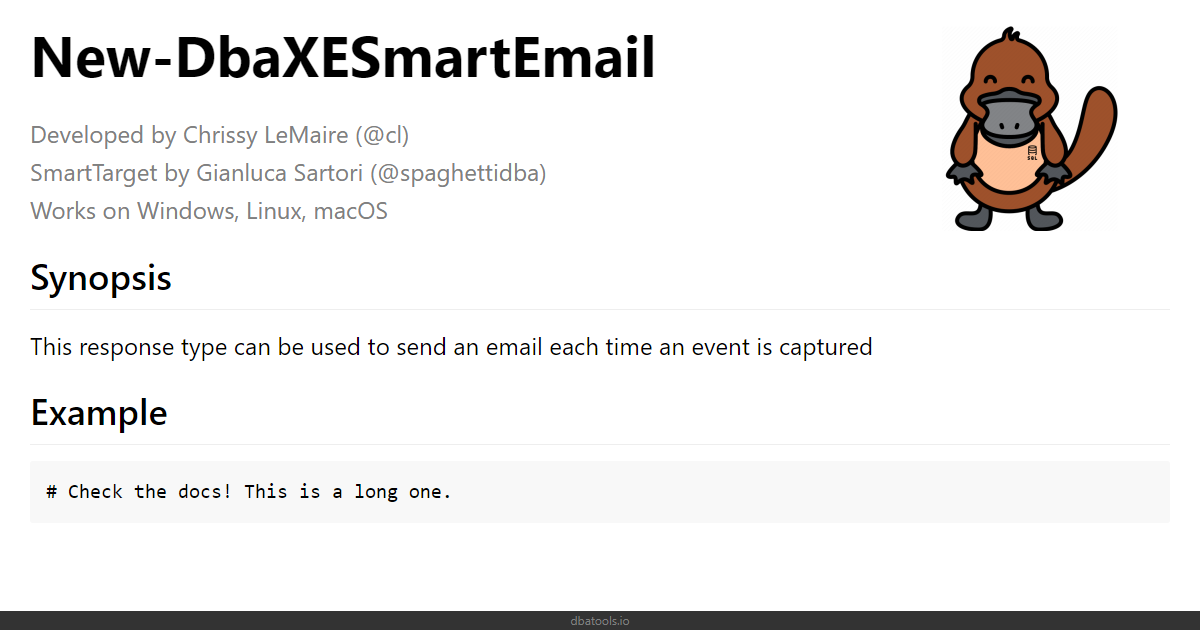 New-DbaXESmartEmail
Developed by Chrissy LeMaire (@cl)
SmartTarget by Gianluca Sartori (@spaghettidba)
Works on Windows, Linux, macOS
SQL
Synopsis
This response type can be used to send an email each time an event is captured
Example
# Check the docs! This is a long one.
dbatools.io